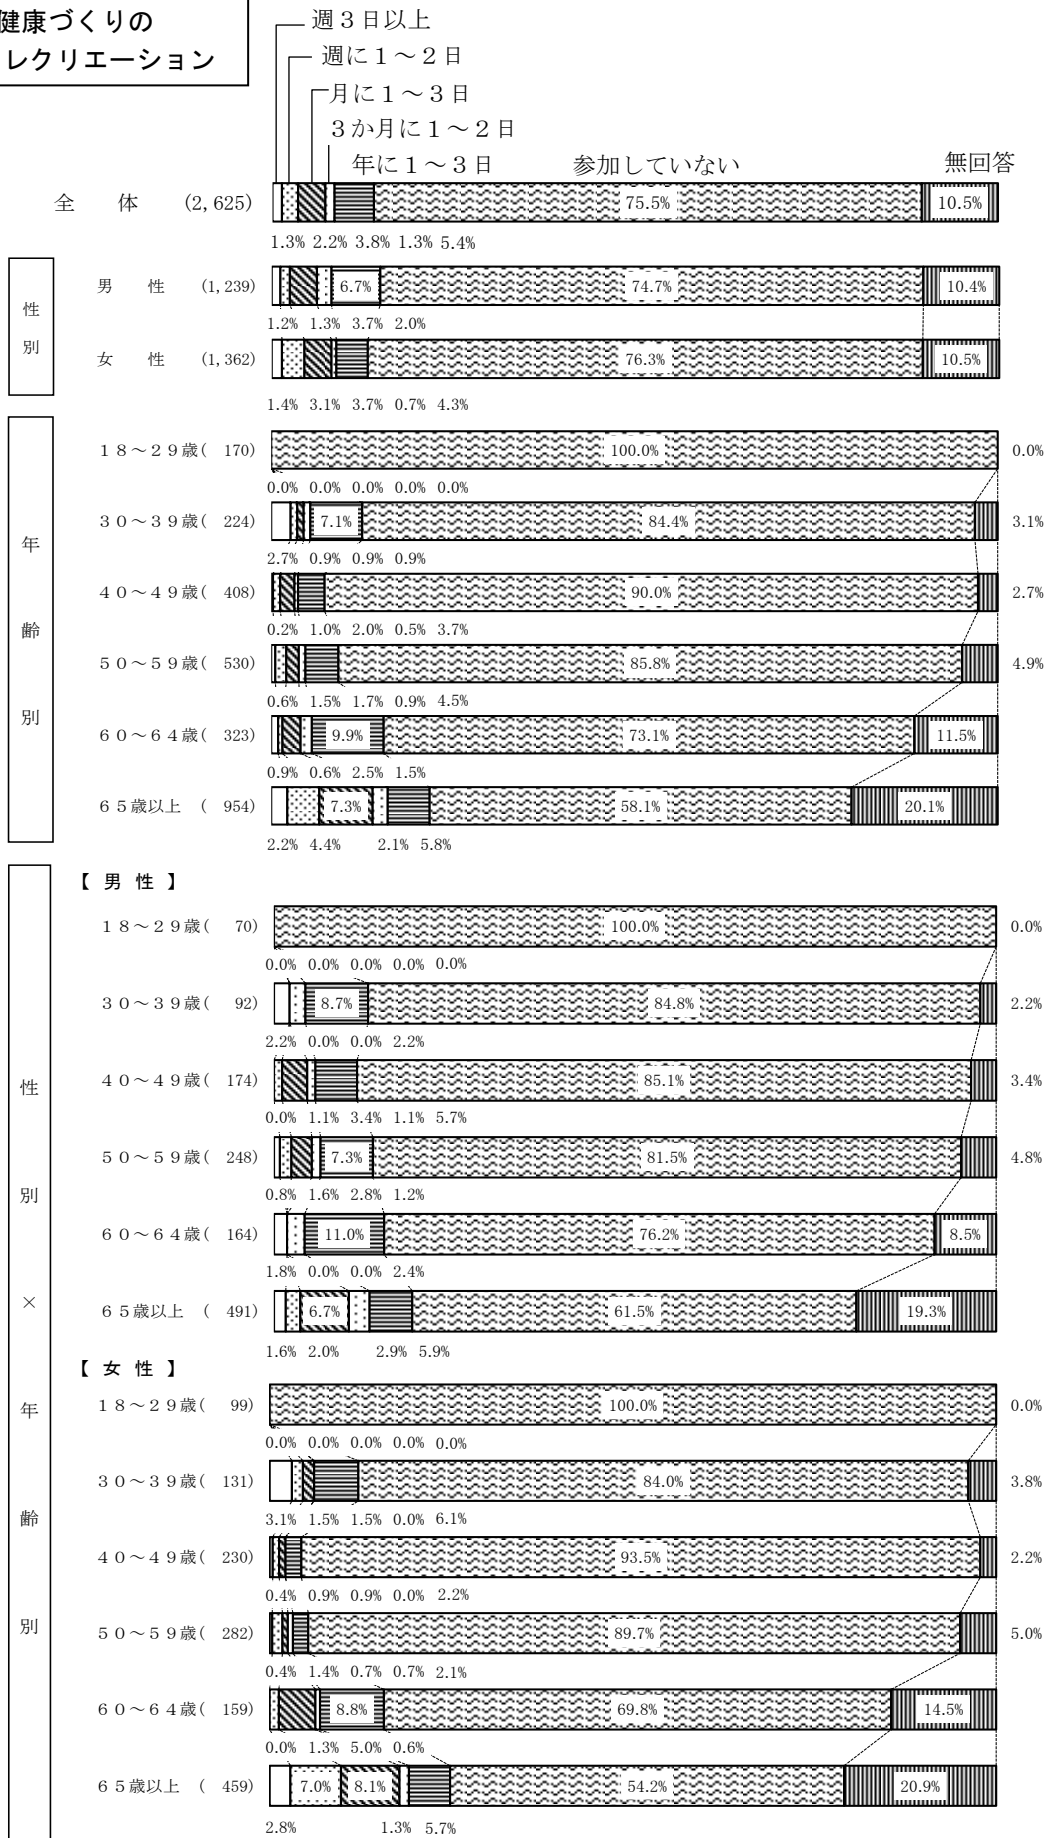 健康づくりの
レクリエーション
週３日以上
週に１～２日
月に１～３日
３か月に１～２日
年に１～３日 参加していない 無回答
全 体 (2,625) 75.5% 10.5%
1.3% 2.2% 3.8% 1.3% 5.4%
性別
男 性 (1,239) 6.7% 74.7% 10.4%
1.2% 1.3% 3.7% 2.0%
女 性 (1,362) 76.3% 10.5%
1.4% 3.1% 3.7% 0.7% 4.3%
年齢別
１８～２９歳( 170) 100.0% 0.0%
0.0% 0.0% 0.0% 0.0% 0.0%
３０～３９歳( 224) 7.1% 84.4% 3.1%
2.7% 0.9% 0.9% 0.9%
４０～４９歳( 408) 90.0% 2.7%
0.2% 1.0% 2.0% 0.5% 3.7%
５０～５９歳( 530) 85.8% 4.9%
0.6% 1.5% 1.7% 0.9% 4.5%
６０～６４歳( 323) 9.9% 73.1% 11.5%
0.9% 0.6% 2.5% 1.5%
６５歳以上 ( 954) 7.3% 58.1% 20.1%
2.2% 4.4% 2.1% 5.8%
性別×年齢別
【 男 性 】
１８～２９歳( 70) 100.0% 0.0%
0.0% 0.0% 0.0% 0.0% 0.0%
３０～３９歳( 92) 8.7% 84.8% 2.2%
2.2% 0.0% 0.0% 2.2%
４０～４９歳( 174) 85.1% 3.4%
0.0% 1.1% 3.4% 1.1% 5.7%
５０～５９歳( 248) 7.3% 81.5% 4.8%
0.8% 1.6% 2.8% 1.2%
６０～６４歳( 164) 11.0% 76.2% 8.5%
1.8% 0.0% 0.0% 2.4%
６５歳以上 ( 491) 6.7% 61.5% 19.3%
1.6% 2.0% 2.9% 5.9%
【 女 性 】
１８～２９歳( 99) 100.0% 0.0%
0.0% 0.0% 0.0% 0.0% 0.0%
３０～３９歳( 131) 84.0% 3.8%
3.1% 1.5% 1.5% 0.0% 6.1%
４０～４９歳( 230) 93.5% 2.2%
0.4% 0.9% 0.9% 0.0% 2.2%
５０～５９歳( 282) 89.7% 5.0%
0.4% 1.4% 0.7% 0.7% 2.1%
６０～６４歳( 159) 8.8% 69.8% 14.5%
0.0% 1.3% 5.0% 0.6%
６５歳以上 ( 459) 7.0% 8.1% 54.2% 20.9%
2.8% 1.3% 5.7%